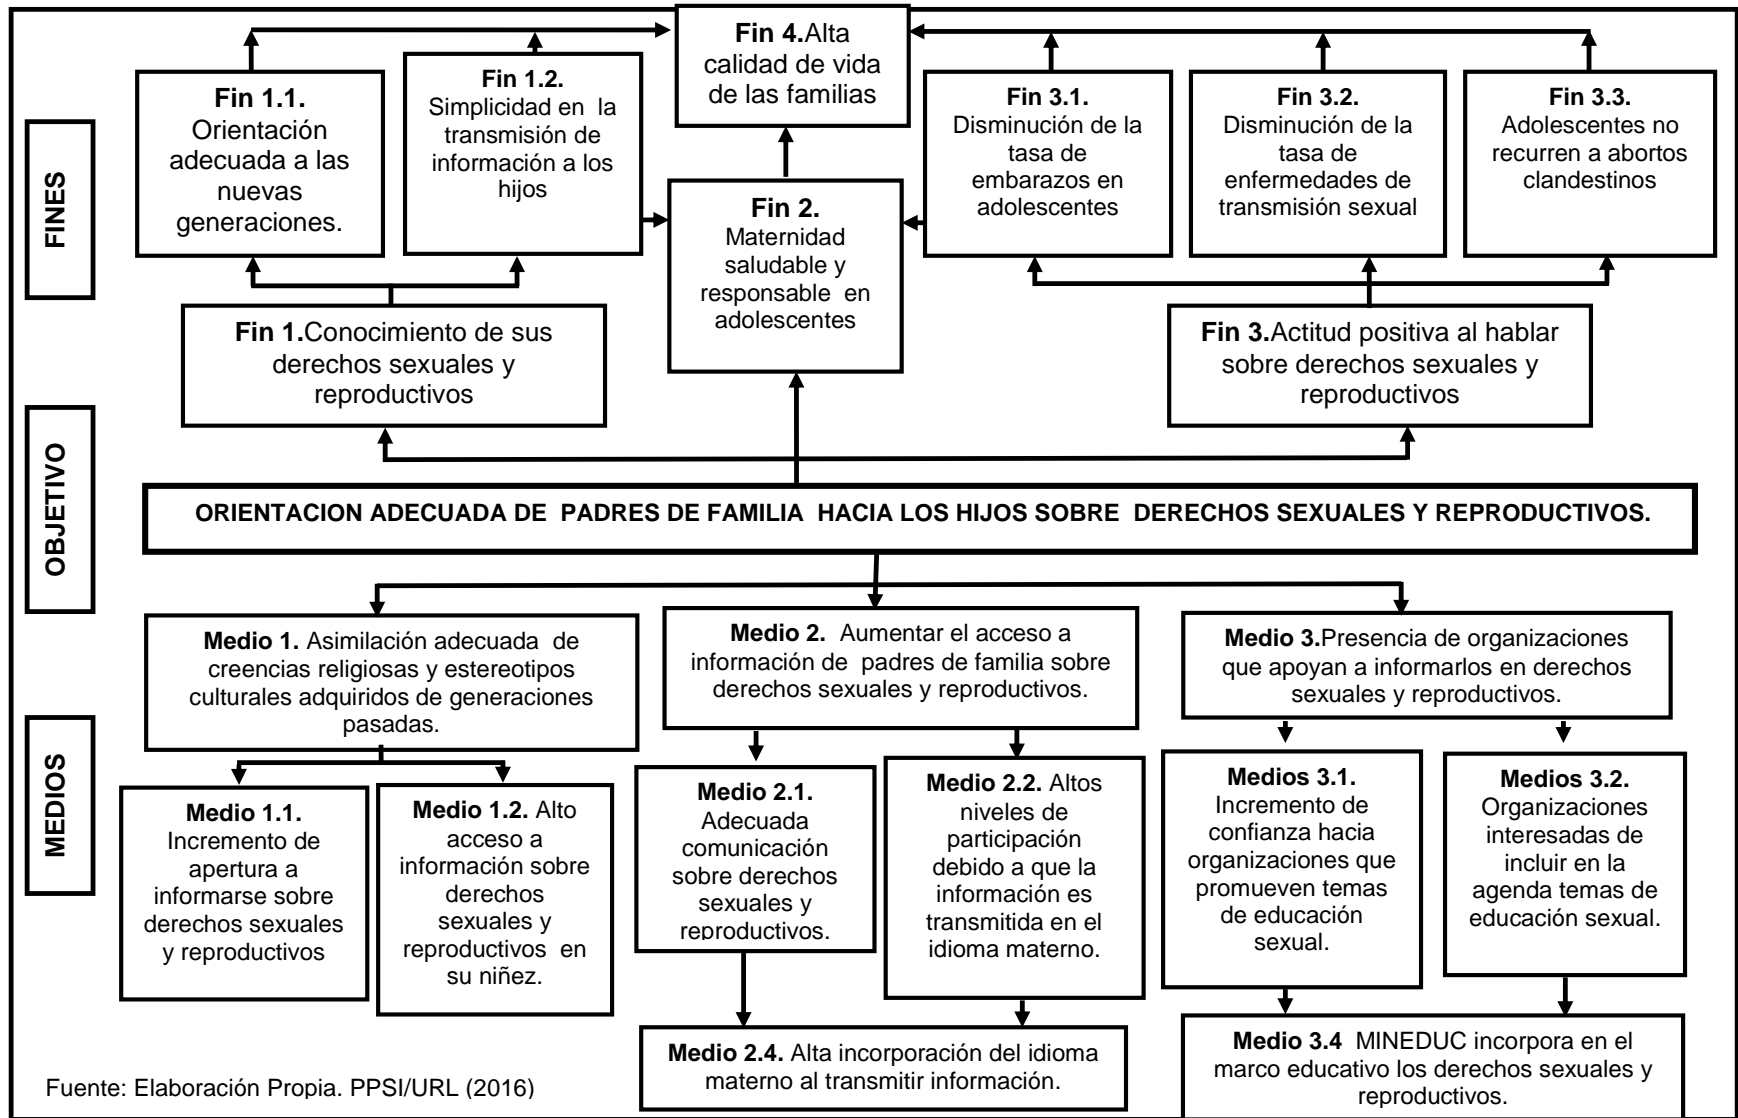 FINES
OBJETIVO
MEDIOS
Fin 4.Alta
calidad de vida
de las familias
Fin 1.1.
Orientación
adecuada a las
nuevas
generaciones.
Fin 1.2.
Simplicidad en la
transmisión de
información a los
hijos
Fin 2.
Maternidad
saludable y
responsable en
adolescentes
Fin 3.1.
Disminución de la
tasa de
embarazos en
adolescentes
Fin 3.2.
Disminución de la
tasa de
enfermedades de
transmisión sexual
Fin 3.3.
Adolescentes no
recurren a abortos
clandestinos
Fin 1.Conocimiento de sus
derechos sexuales y
reproductivos
Fin 3.Actitud positiva al hablar
sobre derechos sexuales y
reproductivos
ORIENTACION ADECUADA DE PADRES DE FAMILIA HACIA LOS HIJOS SOBRE DERECHOS SEXUALES Y REPRODUCTIVOS.
Medio 1. Asimilación adecuada de
creencias religiosas y estereotipos
culturales adquiridos de generaciones
pasadas.
Medio 2. Aumentar el acceso a
información de padres de familia sobre
derechos sexuales y reproductivos.
Medio 3.Presencia de organizaciones
que apoyan a informarlos en derechos
sexuales y reproductivos.
Medio 1.1.
Incremento de
apertura a
informarse sobre
derechos sexuales
y reproductivos
Medio 1.2. Alto
acceso a
información sobre
derechos
sexuales y
reproductivos en
su niñez.
Medio 2.1.
Adecuada
comunicación
sobre derechos
sexuales y
reproductivos.
Medio 2.2. Altos
niveles de
participación
debido a que la
información es
transmitida en el
idioma materno.
Medios 3.1.
Incremento de
confianza hacia
organizaciones que
promueven temas
de educación
sexual.
Medios 3.2.
Organizaciones
interesadas de
incluir en la
agenda temas de
educación sexual.
Medio 2.4. Alta incorporación del idioma
materno al transmitir información.
Medio 3.4 MINEDUC incorpora en el
marco educativo los derechos sexuales y
reproductivos.
Fuente: Elaboración Propia. PPSI/URL (2016)